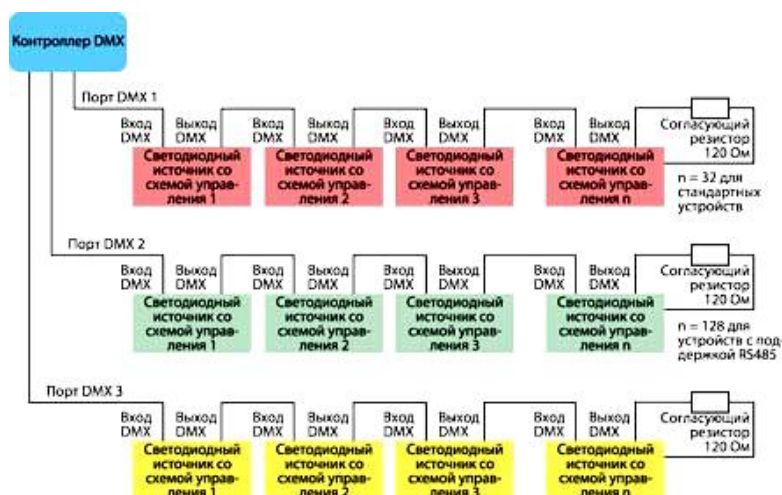 Контроллер DMX
Порт DMX 1
Вход DMX
Выход DMX
Вход DMX
Выход DMX
Вход DMX
Выход DMX
Вход DMX
Выход DMX
Согласующий
резистор
120 Ом
Светодиодный
источник со
схемой управ-
ления 1
Светодиодный
источник со
схемой управ-
ления 2
Светодиодный
источник со
схемой управ-
ления 3
Светодиодный
источник со
схемой управ-
ления n
n = 32 для
стандартных
устройств
Порт DMX 2
Вход DMX
Выход DMX
Вход DMX
Выход DMX
Вход DMX
Выход DMX
Вход DMX
Выход DMX
Согласующий
резистор
120 Ом
Светодиодный
источник со
схемой управ-
ления 1
Светодиодный
источник со
схемой управ-
ления 2
Светодиодный
источник со
схемой управ-
ления 3
Светодиодный
источник со
схемой управ-
ления n
n = 128 для
устройств с под-
держкой RS485
Порт DMX 3
Вход DMX
Выход DMX
Вход DMX
Выход DMX
Вход DMX
Выход DMX
Вход DMX
Выход DMX
Согласующий
резистор
120 Ом
Светодиодный
источник со
схемой управ-
ления 1
Светодиодный
источник со
схемой управ-
ления 2
Светодиодный
источник со
схемой управ-
ления 3
Светодиодный
источник со
схемой управ-
ления n